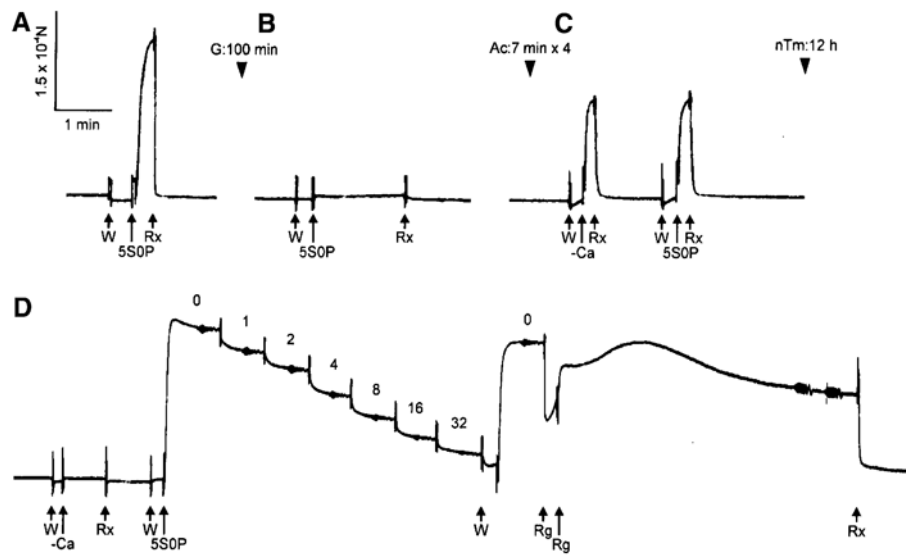 A
B
C
G:100 min
Ac:7 min x 4
nTm:12 h
1.5 x 10⁻⁴N
1 min
W
5S0P
Rx
W
5S0P
Rx
W
-Ca
Rx
W
5S0P
Rx
D
0
1
2
4
8
16
32
0
W
-Ca
Rx
W
5S0P
W
Rg
Rg
Rx